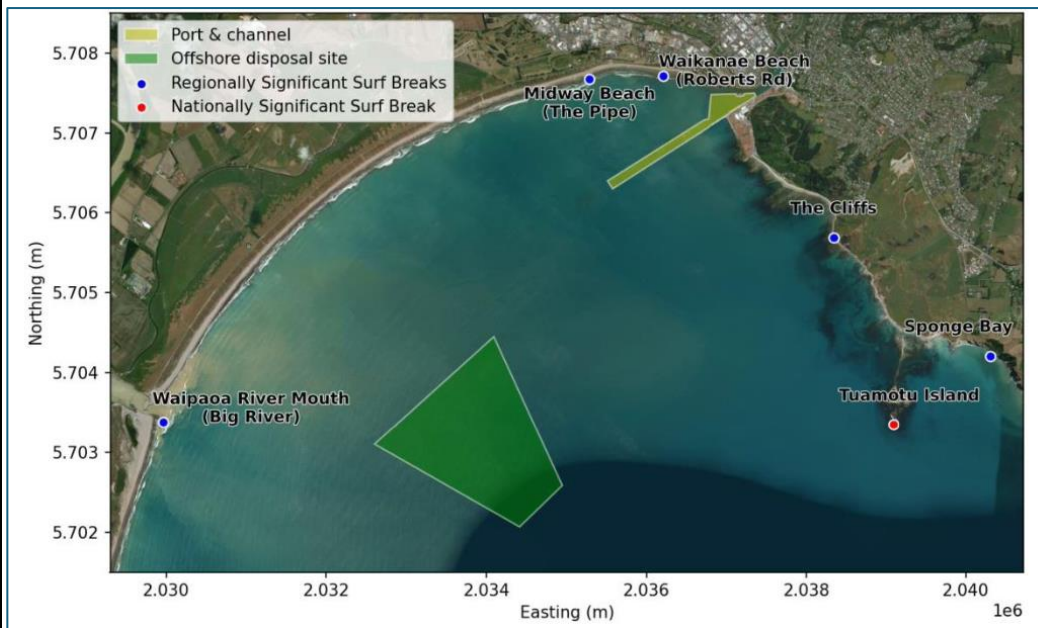 Port & channel
Offshore disposal site
Regionally Significant Surf Breaks
Nationally Significant Surf Break
Waikanae Beach
(Roberts Rd)
Midway Beach
(The Pipe)
The Cliffs
Sponge Bay
Tuamotu Island
Waipaoa River Mouth
(Big River)
5.708
5.707
5.706
5.705
5.704
5.703
5.702
Northing (m)
2.030
2.032
2.034
2.036
2.038
2.040
1e6
Easting (m)